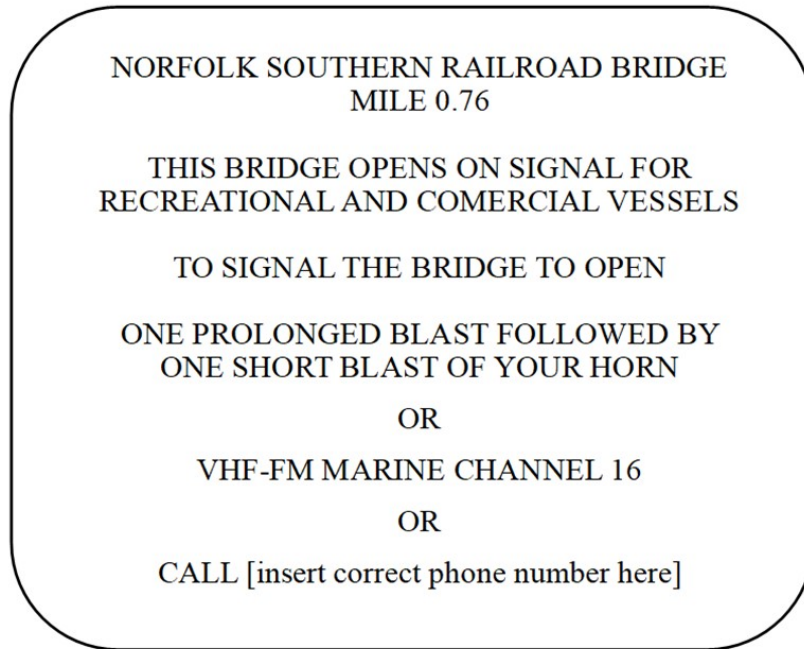 NORFOLK SOUTHERN RAILROAD BRIDGE
MILE 0.76
THIS BRIDGE OPENS ON SIGNAL FOR
RECREATIONAL AND COMERCIAL VESSELS
TO SIGNAL THE BRIDGE TO OPEN
ONE PROLONGED BLAST FOLLOWED BY
ONE SHORT BLAST OF YOUR HORN
OR
VHF-FM MARINE CHANNEL 16
OR
CALL [insert correct phone number here]